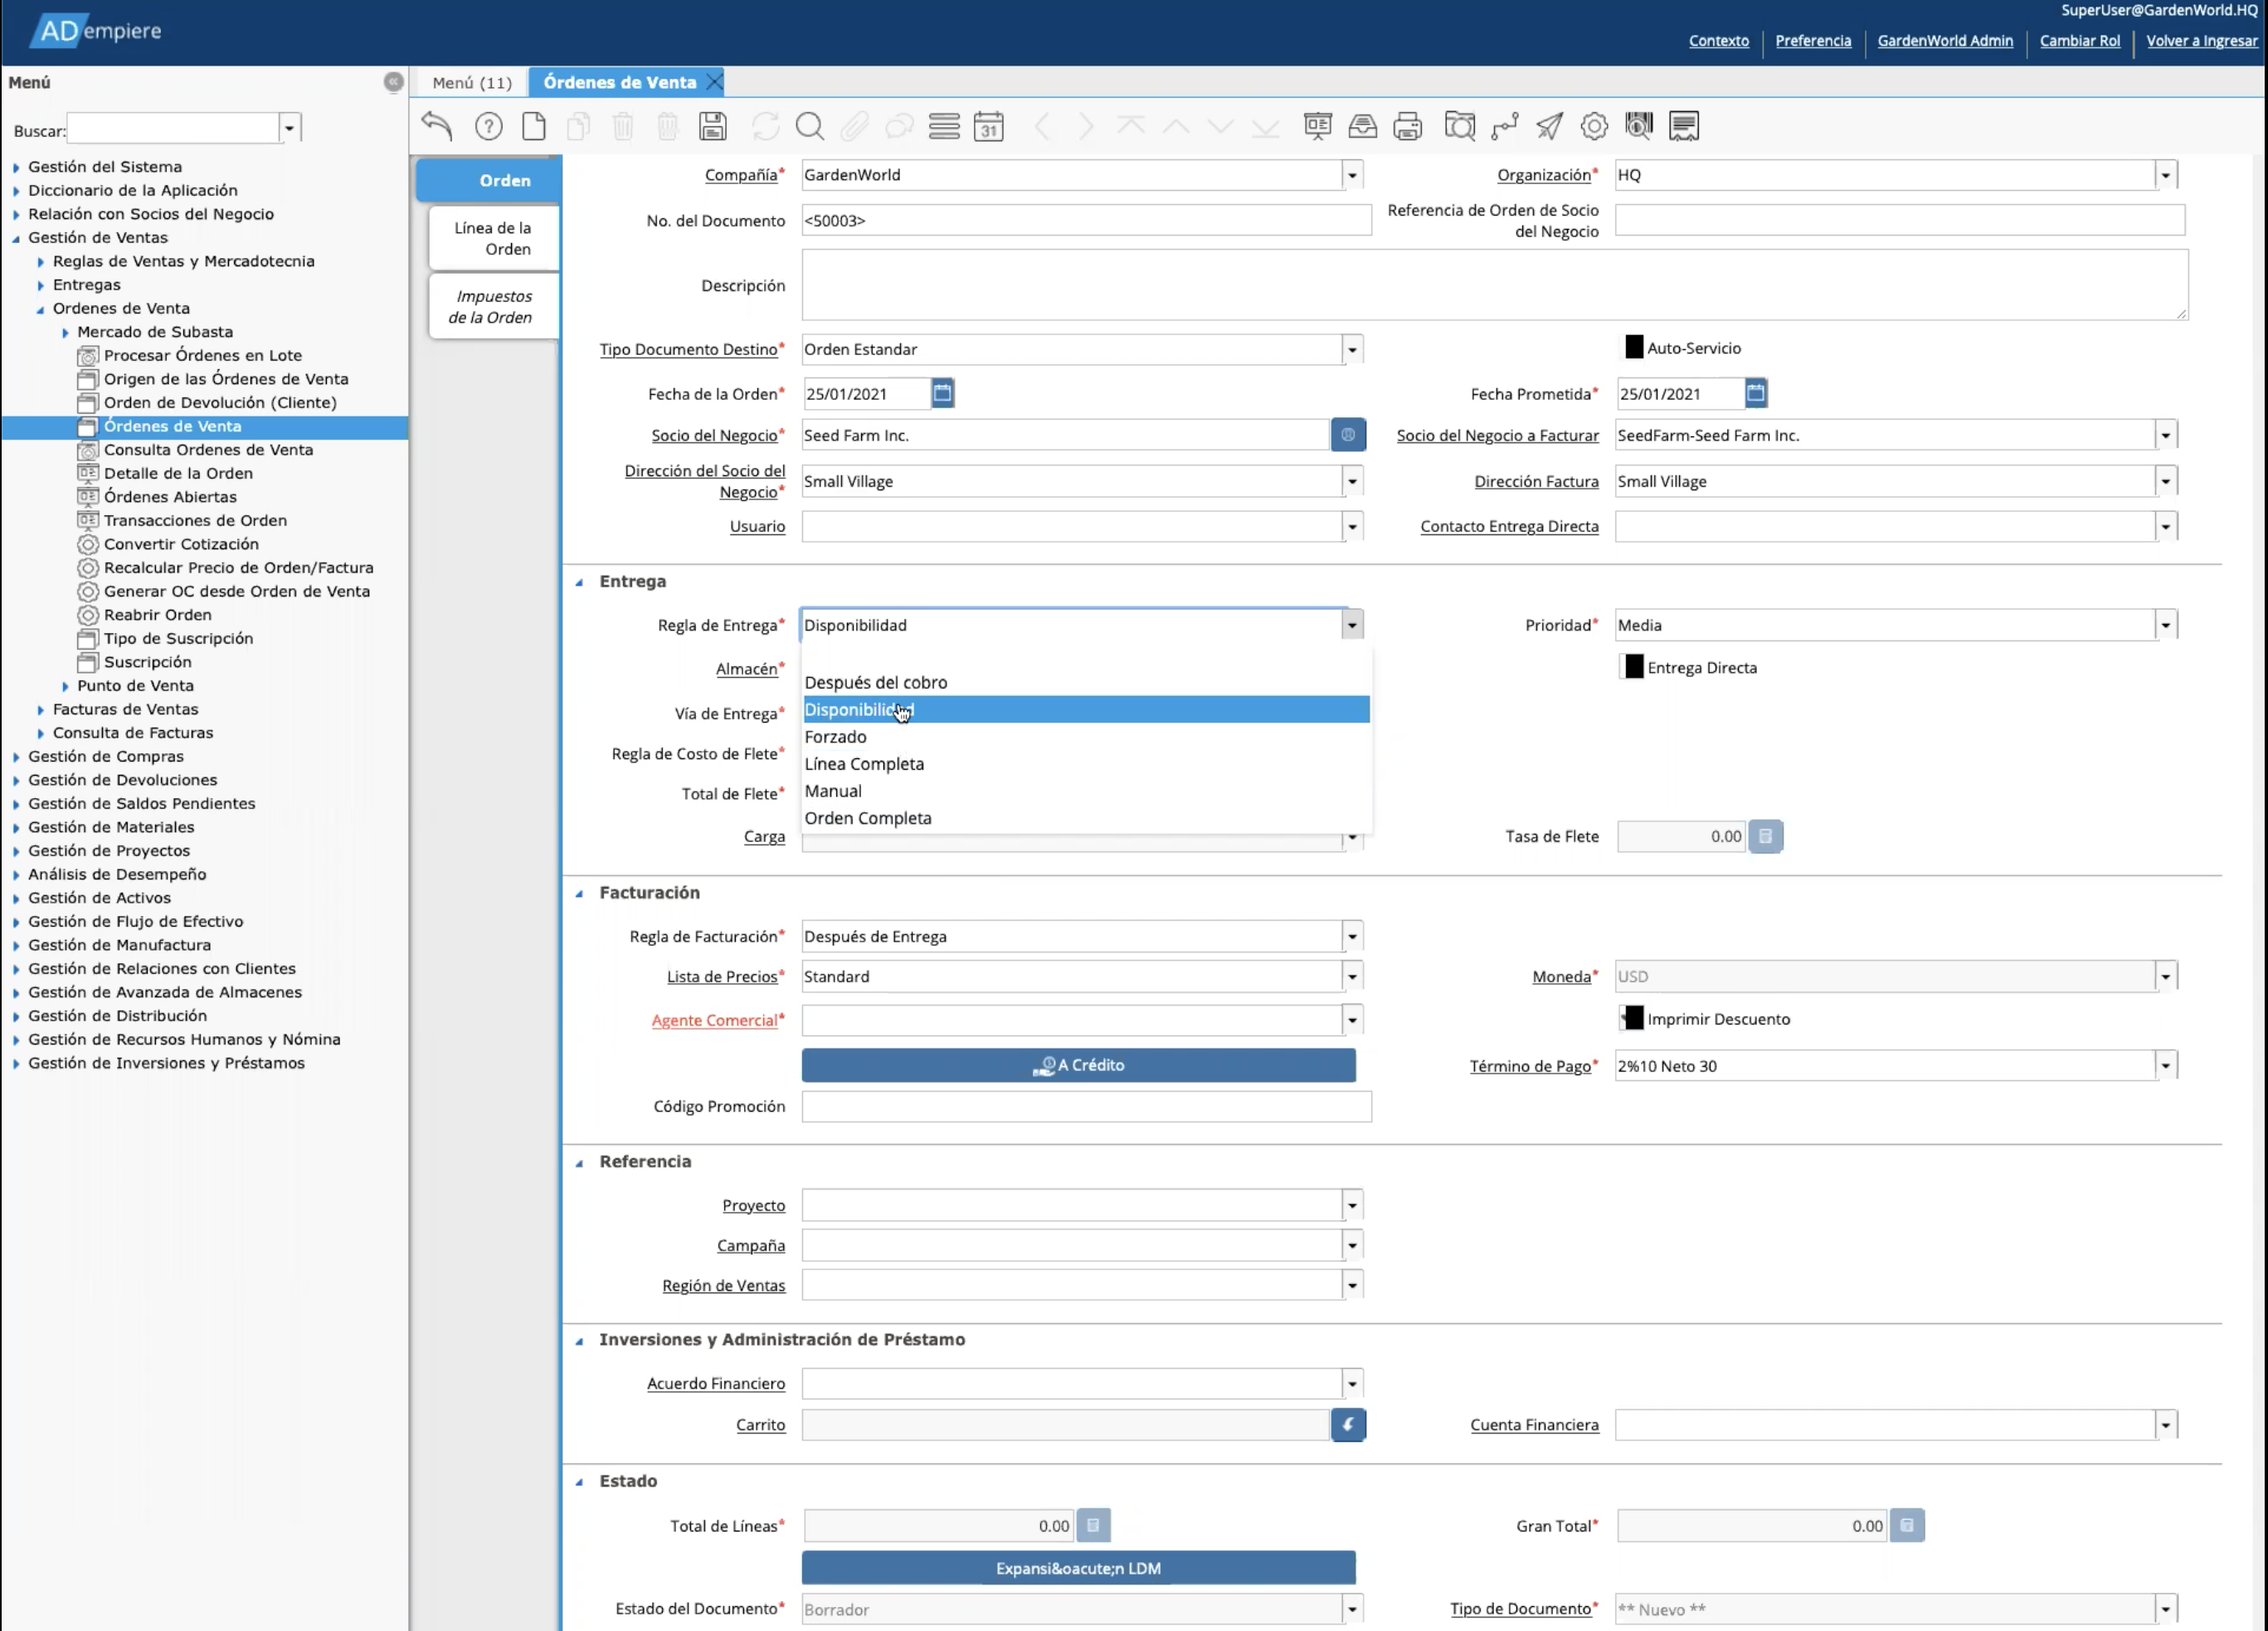 ADempiere
SuperUser@GardenWorld.HQ
Contexto
Preferencia
GardenWorld Admin
Cambiar Rol
Volver a Ingresar
Menú
Buscar:
Gestión del Sistema
Diccionario de la Aplicación
Relación con Socios del Negocio
Gestión de Ventas
Reglas de Ventas y Mercadotecnia
Entregas
Ordenes de Venta
Mercado de Subasta
Procesar Órdenes en Lote
Origen de las Órdenes de Venta
Orden de Devolución (Cliente)
Órdenes de Venta
Consulta Ordenes de Venta
Detalle de la Orden
Órdenes Abiertas
Transacciones de Orden
Convertir Cotización
Recalcular Precio de Orden/Factura
Generar OC desde Orden de Venta
Reabrir Orden
Tipo de Suscripción
Suscripción
Punto de Venta
Facturas de Ventas
Consulta de Facturas
Gestión de Compras
Gestión de Devoluciones
Gestión de Saldos Pendientes
Gestión de Materiales
Gestión de Proyectos
Análisis de Desempeño
Gestión de Activos
Gestión de Flujo de Efectivo
Gestión de Manufactura
Gestión de Relaciones con Clientes
Gestión de Avanzada de Almacenes
Gestión de Distribución
Gestión de Recursos Humanos y Nómina
Gestión de Inversiones y Préstamos
Menú (11)
Órdenes de Venta
31
Orden
Línea de la
Orden
Impuestos
de la Orden
Compañía* GardenWorld
Organización* HQ
No. del Documento <50003>
Referencia de Orden de Socio
del Negocio
Descripción
Tipo Documento Destino* Orden Estandar
Auto-Servicio
Fecha de la Orden* 25/01/2021
Fecha Prometida* 25/01/2021
Socio del Negocio* Seed Farm Inc.
Socio del Negocio a Facturar SeedFarm-Seed Farm Inc.
Dirección del Socio del
Negocio* Small Village
Dirección Factura Small Village
Usuario
Contacto Entrega Directa
Entrega
Regla de Entrega* Disponibilidad
Prioridad* Media
Almacén*
Entrega Directa
Después del cobro
Disponibilidad
Vía de Entrega*
Forzado
Regla de Costo de Flete*
Línea Completa
Total de Flete*
Manual
Orden Completa
Carga
Tasa de Flete 0.00
Facturación
Regla de Facturación* Después de Entrega
Lista de Precios* Standard
Moneda* USD
Agente Comercial*
Imprimir Descuento
A Crédito
Término de Pago* 2%10 Neto 30
Código Promoción
Referencia
Proyecto
Campaña
Región de Ventas
Inversiones y Administración de Préstamo
Acuerdo Financiero
Carrito
Cuenta Financiera
Estado
Total de Líneas* 0.00
Gran Total* 0.00
Expansi&oacute;n LDM
Estado del Documento* Borrador
Tipo de Documento* ** Nuevo **